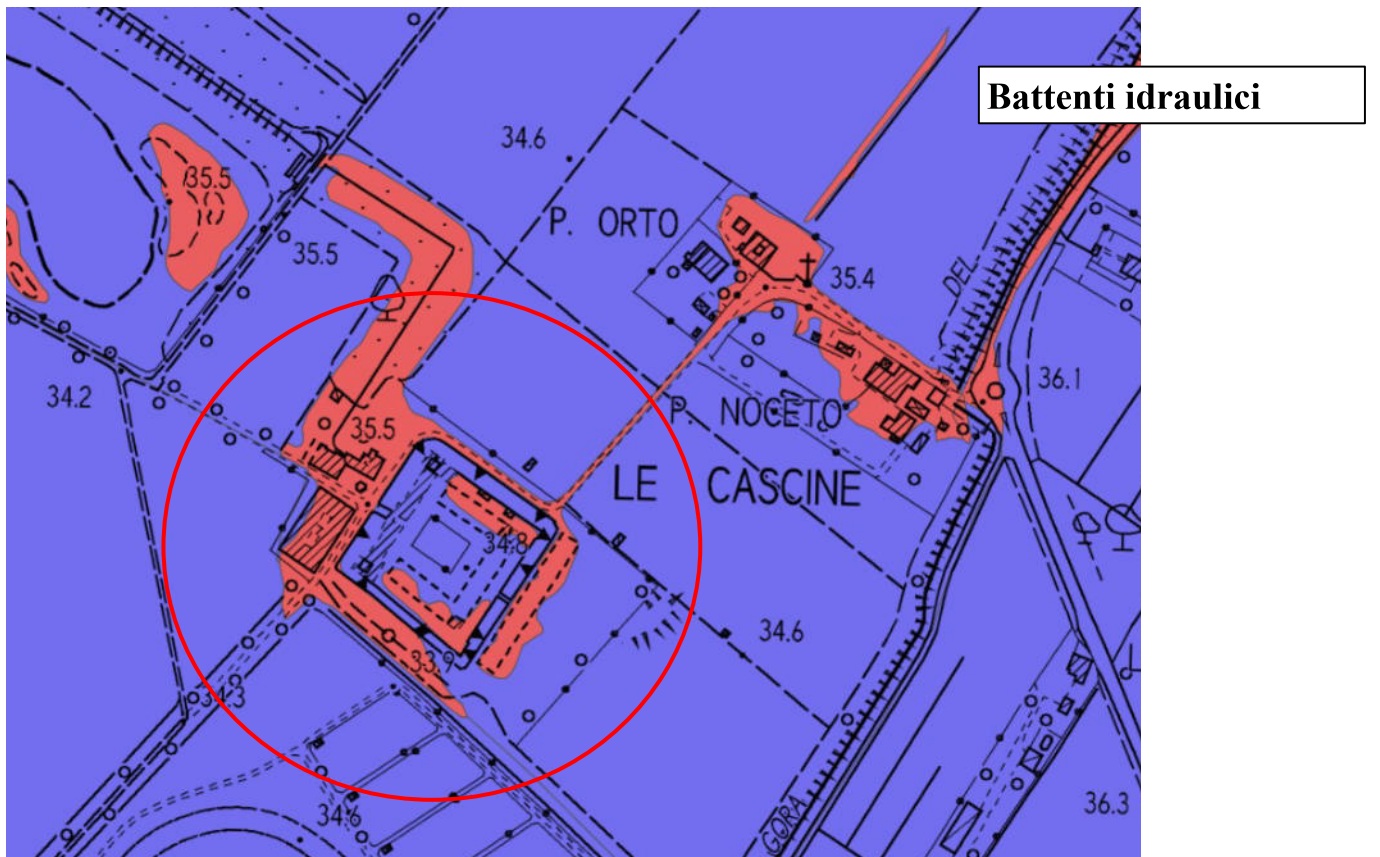 Battenti idraulici
34.6
35.5
P. ORTO
35.5
35.4
DEL
36.1
34.2
P. NOCETO
35.5
LE CASCINE
34.8
34.6
33.9
34.3
34.6
GORA
36.3